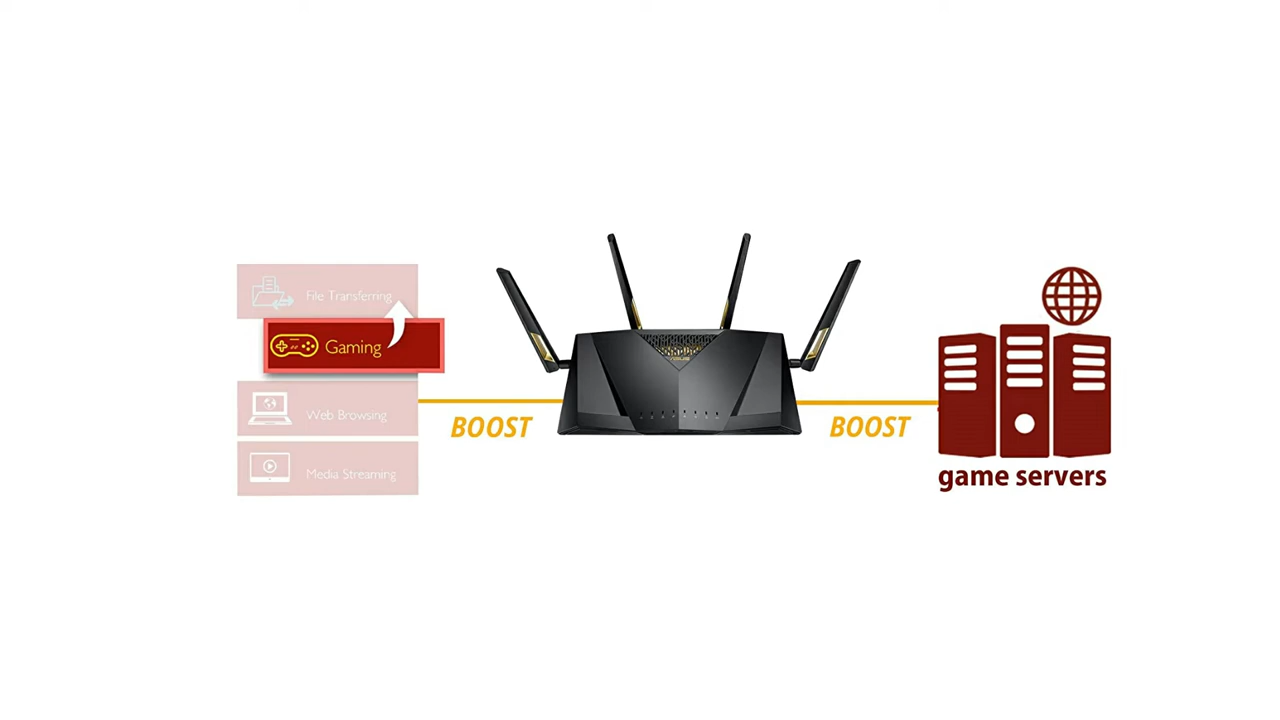 File Transferring
Gaming
Web Browsing
Media Streaming
BOOST
BOOST
game servers